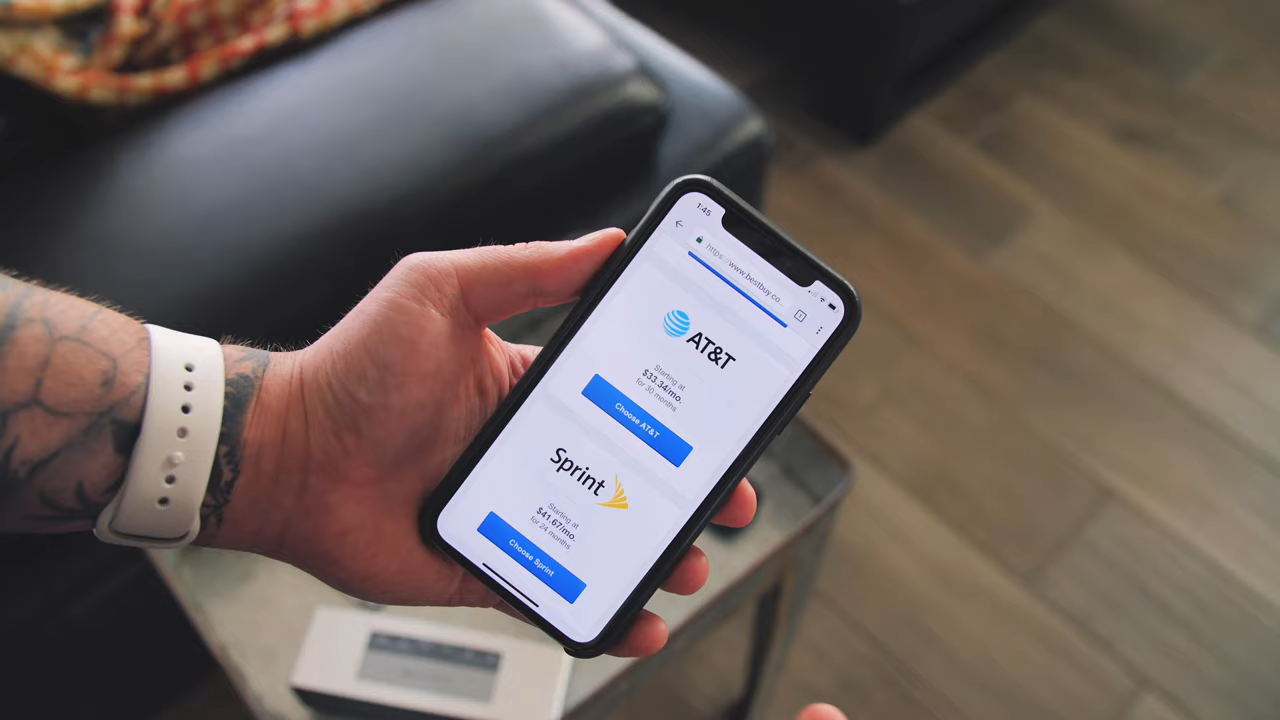 1:45
https://www.bestbuy.co...
AT&T
Starting at
$33.34/mo.
for 30 months
Choose AT&T
Sprint
Starting at
$41.67/mo.
for 24 months
Choose Sprint